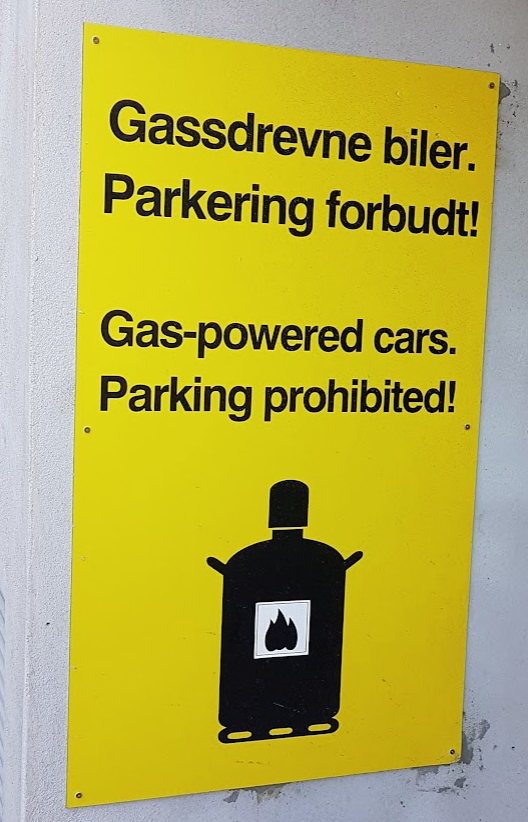 Gassdrevne biler.
Parkering forbudt!
Gas-powered cars.
Parking prohibited!